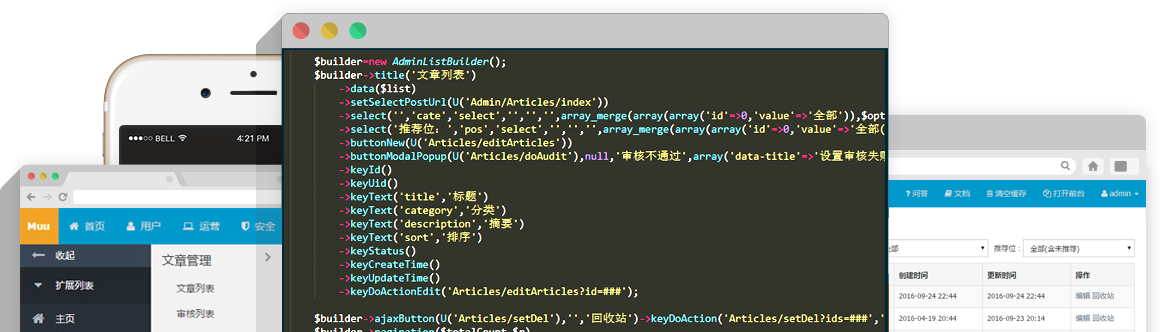 $builder=new AdminListBuilder();
$builder->title('文章列表')
->data($list)
->setSelectPostUrl(U('Admin/Articles/index'))
->select('','cate','select','','','',array_merge(array(array('id'=>0,'value'=>'全部')),$opt
->select('推荐位：','pos','select','','','',array_merge(array(array('id'=>0,'value'=>'全部(
->buttonNew(U('Articles/editArticles'))
->buttonModalPopup(U('Articles/doAudit'),null,'审核不通过',array('data-title'=>'设置审核失败
->keyId()
->keyUid()
->keyText('title','标题')
->keyText('category','分类')
->keyText('description','摘要')
->keyText('sort','排序')
->keyStatus()
->keyCreateTime()
->keyUpdateTime()
->keyDoActionEdit('Articles/editArticles?id=###');
$builder->ajaxButton(U('Articles/setDel'),'','回收站')->keyDoAction('Articles/setDel?ids=###','
$builder->pagination($totalCount,$r)
BELL 4:21 PM
Muu 首页 用户 运营 安全
收起
扩展列表
主页
文章管理
文章列表
审核列表
? 问答 文档 清空缓存 打开前台 admin
部 推荐位： 全部(含未推荐)
创建时间 更新时间 操作
2016-09-24 22:44 2016-09-24 22:44 编辑 回收站
2016-04-19 20:44 2016-09-23 20:14 编辑 回收站